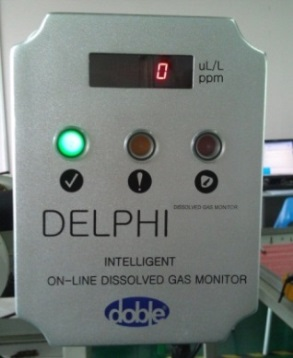 0
uL/L
ppm
DELPHI
DISSOLVED GAS MONITOR
INTELLIGENT
ON-LINE DISSOLVED GAS MONITOR
doble